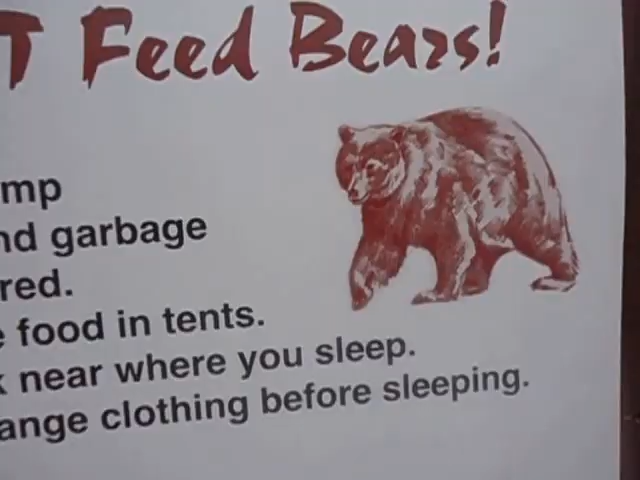 T Feed Bears!
mp
nd garbage
red.
e food in tents.
k near where you sleep.
ange clothing before sleeping.